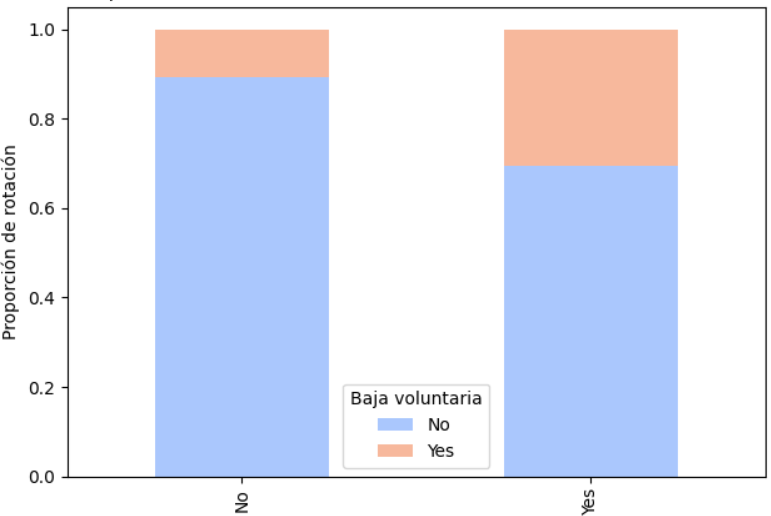 1.0
0.8
0.6
0.4
0.2
0.0
Proporción de rotación
Baja voluntaria
No
Yes
No
Yes